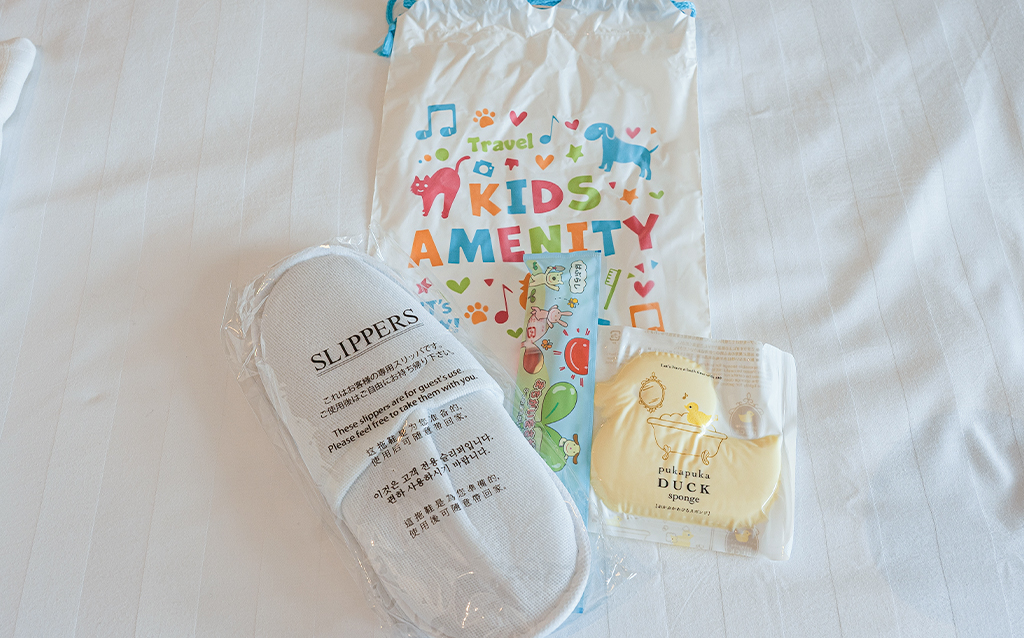 Travel
KIDS
AMENITY
SLIPPERS
これはお客様の専用スリッパです。
ご使用後はご自由にお持ち帰り下さい。
These slippers are for guest's use.
Please feel free to take them with you.
这拖鞋是为您准备的,
使用后可随意带回家。
이것은 고객 전용 슬리퍼입니다.
편하 사용하시기 바랍니다.
這拖鞋是為您準備的,
使用後可隨意帶回家。
pukapuka
DUCK
sponge